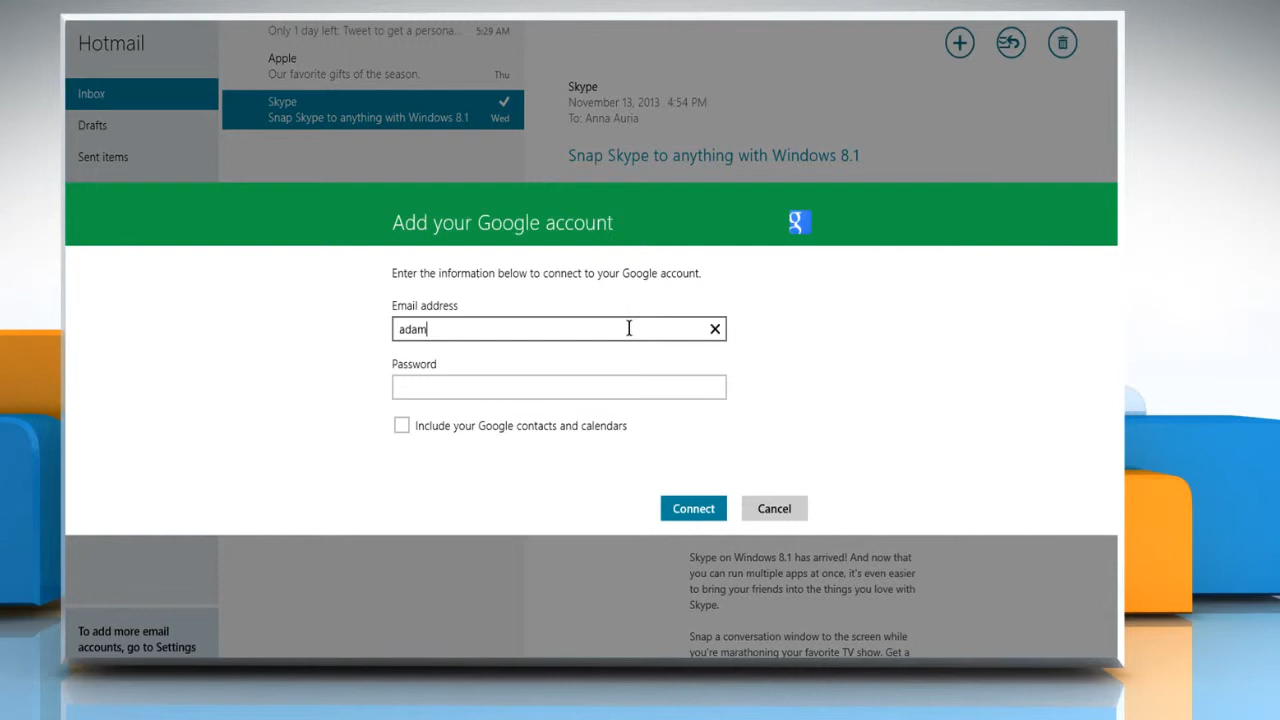 Hotmail
Inbox
Drafts
Sent items
Only 1 day left: Tweet to get a persona... 5:29 AM
Apple
Our favorite gifts of the season. Thu
Skype
Snap Skype to anything with Windows 8.1 Wed
Skype
November 13, 2013 4:54 PM
To: Anna Auria
Snap Skype to anything with Windows 8.1
Add your Google account
g
Enter the information below to connect to your Google account.
Email address
adam
Password
Include your Google contacts and calendars
Connect Cancel
Skype on Windows 8.1 has arrived! And now that
you can run multiple apps at once, it's even easier
to bring your friends into the things you love with
Skype.
Snap a conversation window to the screen while
you're marathoning your favorite TV show. Get a
To add more email
accounts, go to Settings